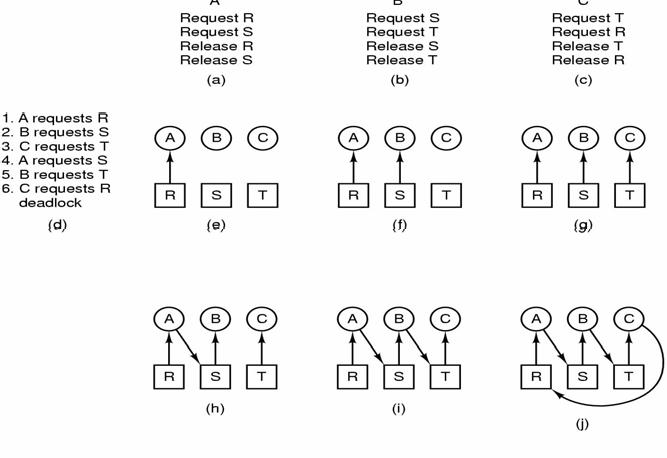 A B C
Request R Request S Request T
Request S Request T Request R
Release R Release S Release T
Release S Release T Release R
(a) (b) (c)
1. A requests R
2. B requests S
3. C requests T
4. A requests S
5. B requests T
6. C requests R
deadlock
(d)
A B C
R S T
(e)
A B C
R S T
(f)
A B C
R S T
(g)
A B C
R S T
(h)
A B C
R S T
(i)
A B C
R S T
(j)